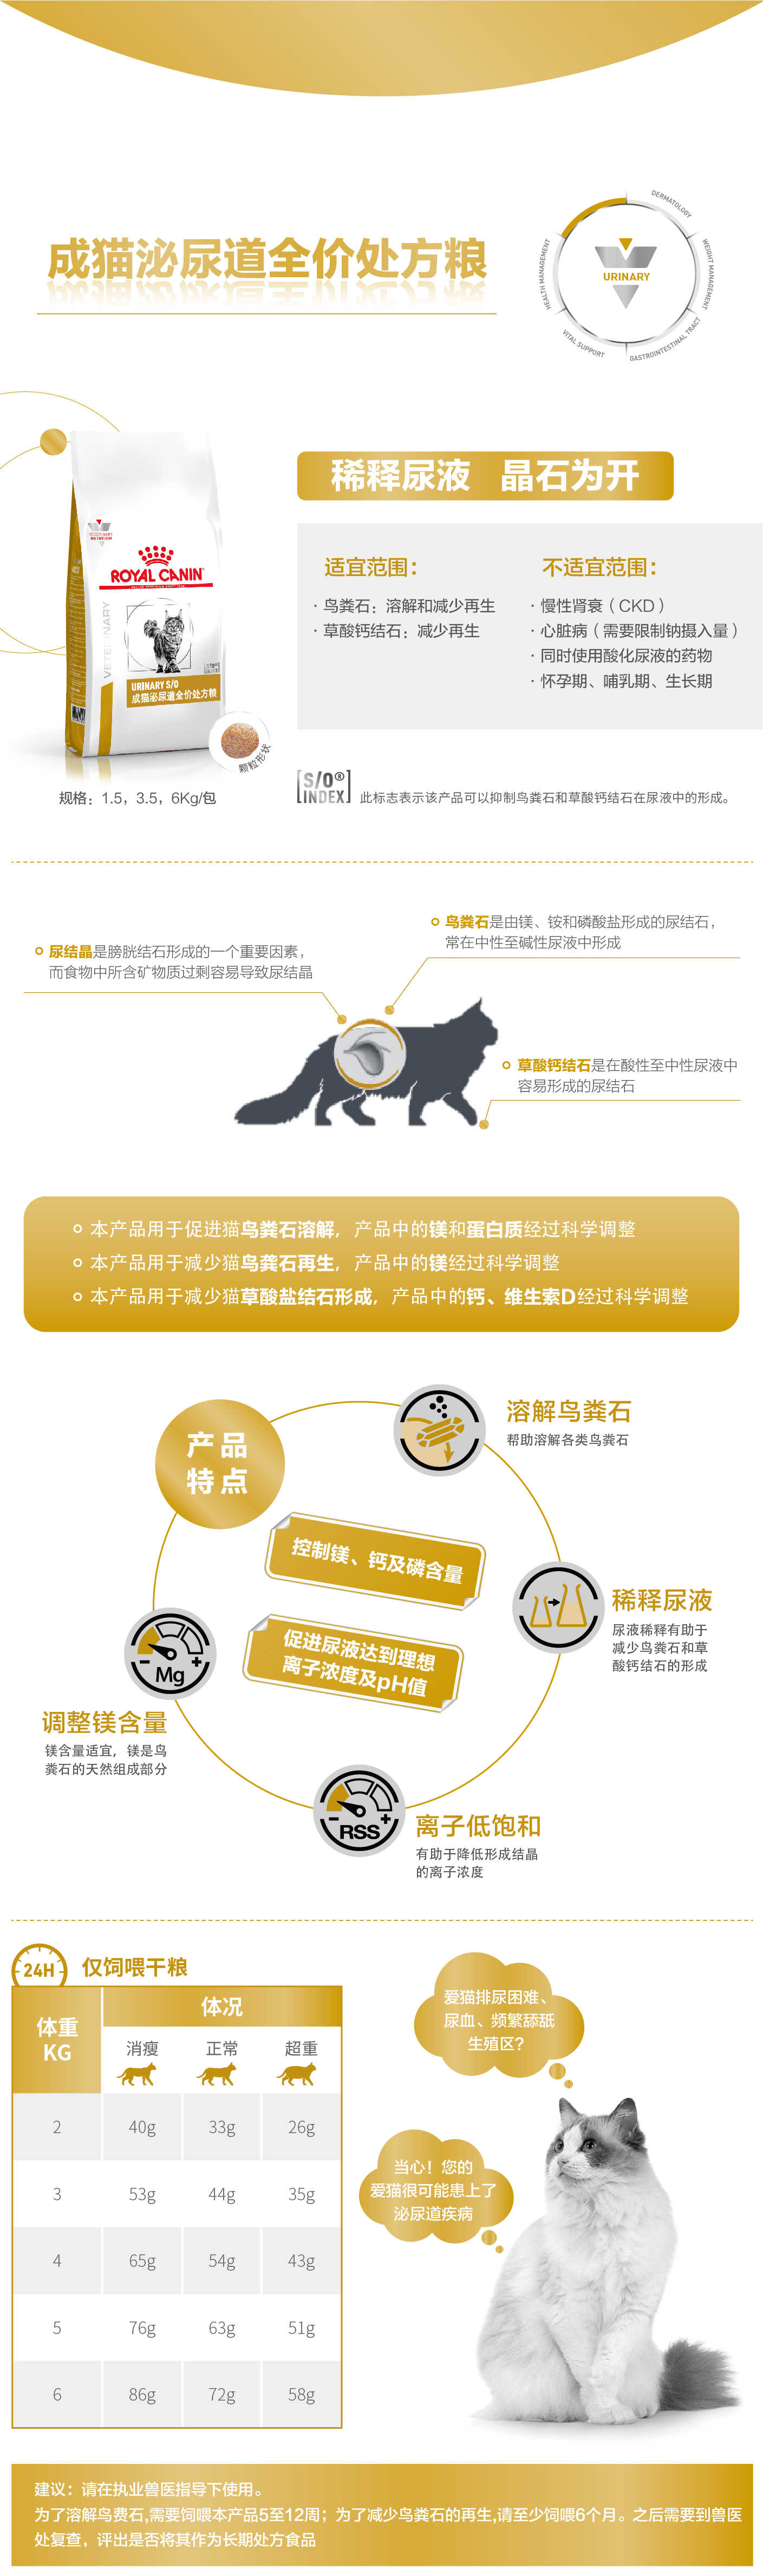 成猫泌尿道全价处方粮
DERMATOLOGY
WEIGHT MANAGEMENT
GASTROINTESTINAL TRACT
VITAL SUPPORT
HEALTH MANAGEMENT
URINARY
ROYAL CANIN
VETERINARY
URINARY S/O
成猫泌尿道全价处方粮
颗粒形状
规格：1.5，3.5，6Kg/包
稀释尿液 晶石为开
适宜范围：
· 鸟粪石：溶解和减少再生
· 草酸钙结石：减少再生
不适宜范围：
· 慢性肾衰（CKD）
· 心脏病（需要限制钠摄入量）
· 同时使用酸化尿液的药物
· 怀孕期、哺乳期、生长期
S/O®
INDEX
此标志表示该产品可以抑制鸟粪石和草酸钙结石在尿液中的形成。
尿结晶是膀胱结石形成的一个重要因素，
而食物中所含矿物质过剩容易导致尿结晶
鸟粪石是由镁、铵和磷酸盐形成的尿结石，
常在中性至碱性尿液中形成
草酸钙结石是在酸性至中性尿液中
容易形成的尿结石
本产品用于促进猫鸟粪石溶解，产品中的镁和蛋白质经过科学调整
本产品用于减少猫鸟粪石再生，产品中的镁经过科学调整
本产品用于减少猫草酸盐结石形成，产品中的钙、维生素D经过科学调整
产品
特点
溶解鸟粪石
帮助溶解各类鸟粪石
控制镁、钙及磷含量
促进尿液达到理想
离子浓度及pH值
稀释尿液
尿液稀释有助于
减少鸟粪石和草
酸钙结石的形成
- +
Mg
调整镁含量
镁含量适宜，镁是鸟
粪石的天然组成部分
- +
RSS
离子低饱和
有助于降低形成结晶
的离子浓度
24H
仅饲喂干粮
体重
KG
体况
消瘦 正常 超重
2 40g 33g 26g
3 53g 44g 35g
4 65g 54g 43g
5 76g 63g 51g
6 86g 72g 58g
爱猫排尿困难、
尿血、频繁舔舐
生殖区？
当心！您的
爱猫很可能患上了
泌尿道疾病
建议：请在执业兽医指导下使用。
为了溶解鸟费石,需要饲喂本产品5至12周；为了减少鸟粪石的再生,请至少饲喂6个月。之后需要到兽医
处复查，评出是否将其作为长期处方食品